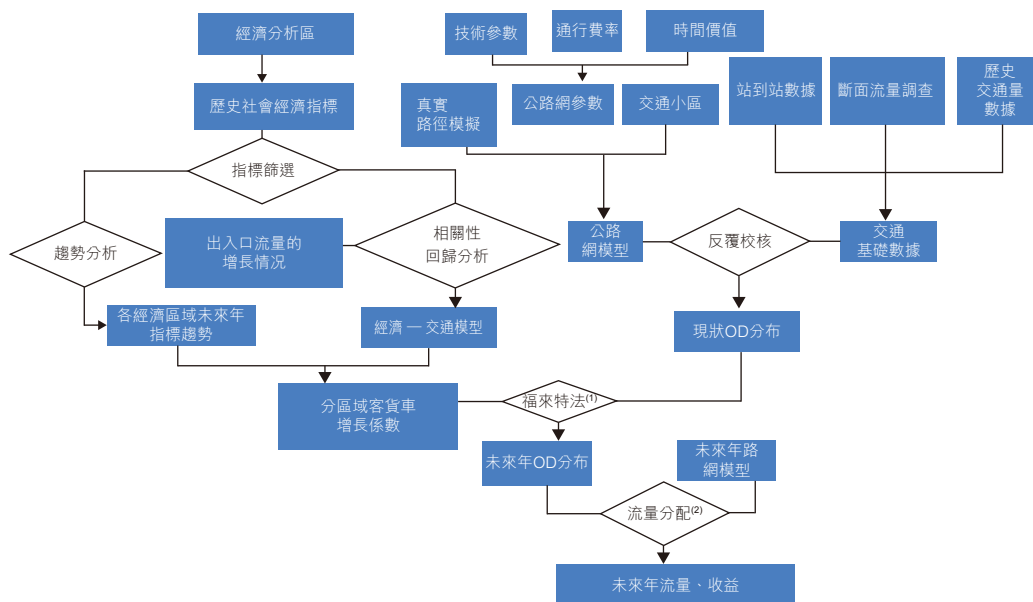 經濟分析區
技術參數
通行費率
時間價值
歷史社會經濟指標
真實
路徑模擬
公路網參數
交通小區
站到站數據
斷面流量調查
歷史
交通量
數據
指標篩選
趨勢分析
出入口流量的
增長情況
相關性
回歸分析
公路
網模型
反覆校核
交通
基礎數據
各經濟區域未來年
指標趨勢
經濟 — 交通模型
現狀OD分布
分區域客貨車
增長係數
福來特法(1)
未來年OD分布
未來年路
網模型
流量分配(2)
未來年流量、收益